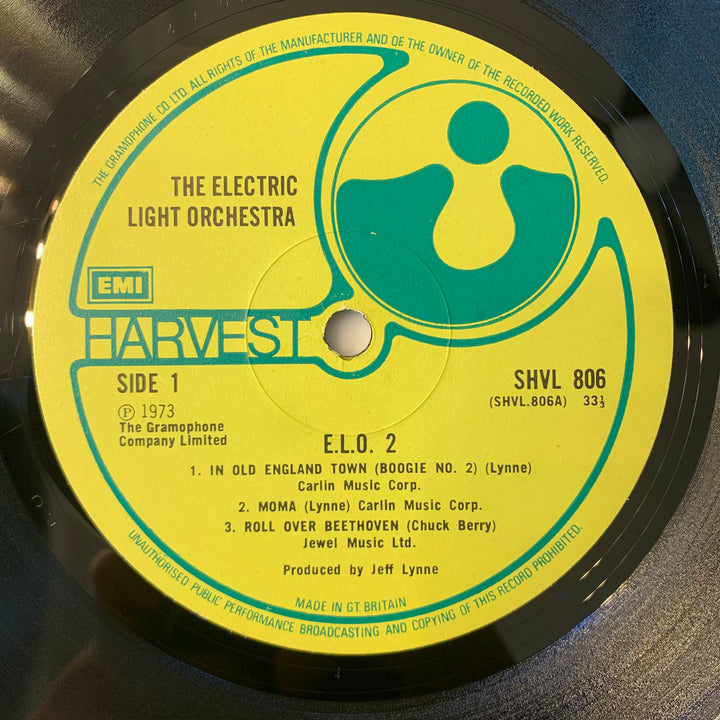 THE GRAMOPHONE CO. LTD. ALL RIGHTS OF THE MANUFACTURER AND OF THE OWNER OF THE RECORDED WORK RESERVED.
THE ELECTRIC
LIGHT ORCHESTRA
EMI
HARVEST
SIDE 1
Ⓟ 1973
The Gramophone
Company Limited
SHVL 806
(SHVL.806A) 33⅓
E.L.O. 2
1. IN OLD ENGLAND TOWN (BOOGIE NO. 2) (Lynne)
Carlin Music Corp.
2. MOMA (Lynne) Carlin Music Corp.
3. ROLL OVER BEETHOVEN (Chuck Berry)
Jewel Music Ltd.
Produced by Jeff Lynne
MADE IN GT. BRITAIN
UNAUTHORISED PUBLIC PERFORMANCE BROADCASTING AND COPYING OF THIS RECORD PROHIBITED.